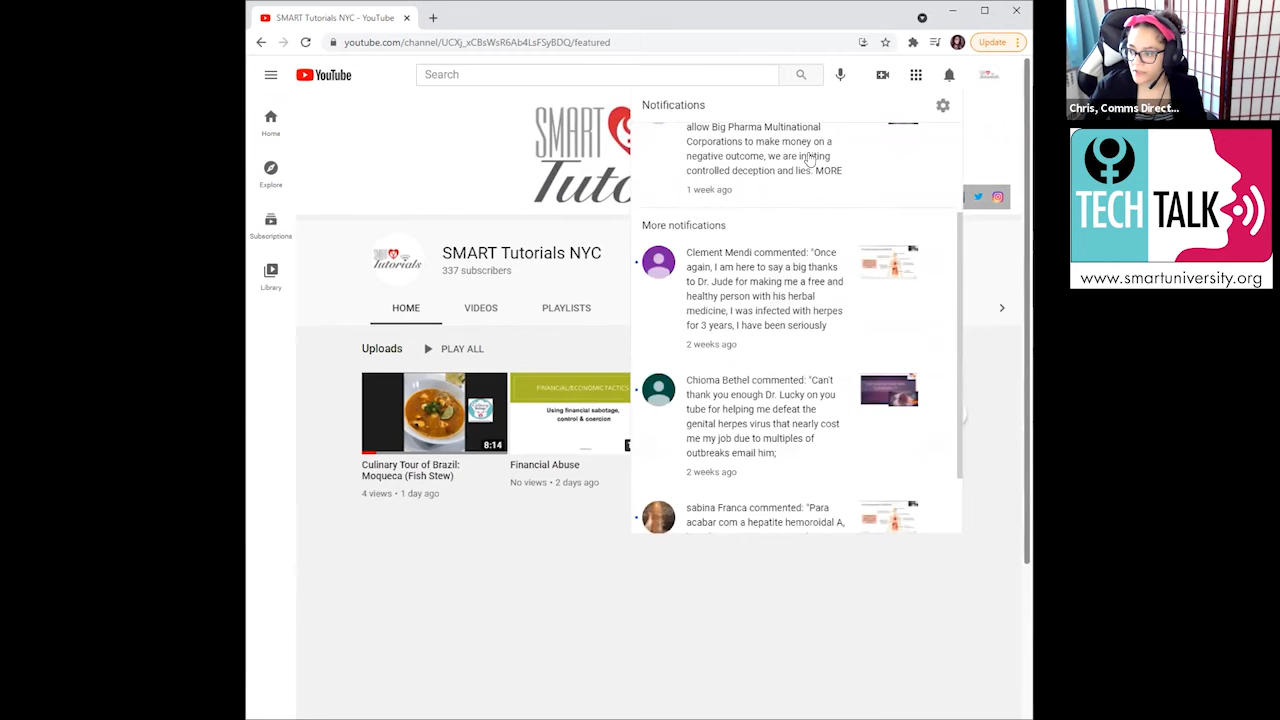 SMART Tutorials NYC - YouTube
youtube.com/channel/UCXj_xCBsWsR6Ab4LsFSyBDQ/featured
Update
YouTube
Search
Home
Explore
Subscriptions
Library
SMART
Tuto
SMART
Tutorials
SMART Tutorials NYC
337 subscribers
HOME
VIDEOS
PLAYLISTS
Uploads
PLAY ALL
8:14
Culinary Tour of Brazil:
Moqueca (Fish Stew)
4 views • 1 day ago
FINANCIAL/ECONOMIC TACTICS
Using financial sabotage,
control & coercion
Financial Abuse
No views • 2 days ago
Notifications
allow Big Pharma Multinational
Corporations to make money on a
negative outcome, we are inviting
controlled deception and lies. MORE
1 week ago
More notifications
Clement Mendi commented: "Once
again, I am here to say a big thanks
to Dr. Jude for making me a free and
healthy person with his herbal
medicine, I was infected with herpes
for 3 years, I have been seriously
2 weeks ago
Chioma Bethel commented: "Can't
thank you enough Dr. Lucky on you
tube for helping me defeat the
genital herpes virus that nearly cost
me my job due to multiples of
outbreaks email him;
2 weeks ago
sabina Franca commented: "Para
acabar com a hepatite hemoroidal A,
Chris, Comms Direct...
TECH TALK
www.smartuniversity.org